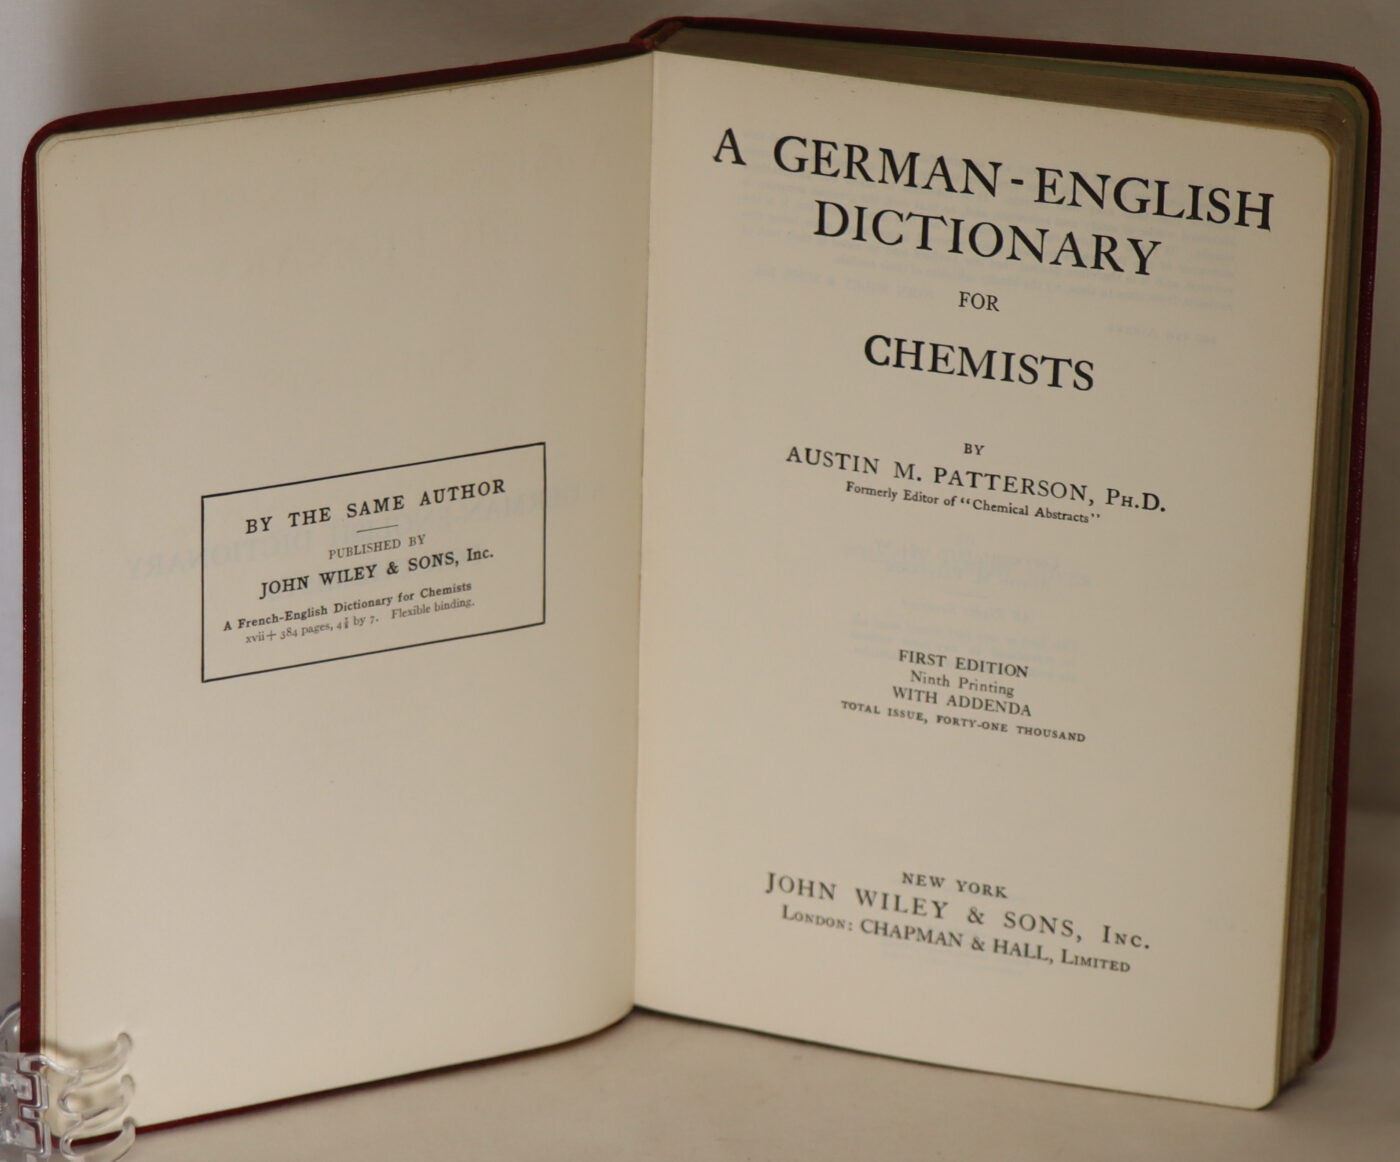 BY THE SAME AUTHOR
PUBLISHED BY
JOHN WILEY & SONS, Inc.
A French-English Dictionary for Chemists
xvii + 384 pages, 4⅞ by 7. Flexible binding.
A GERMAN-ENGLISH
DICTIONARY
FOR
CHEMISTS
BY
AUSTIN M. PATTERSON, PH.D.
Formerly Editor of "Chemical Abstracts"
FIRST EDITION
Ninth Printing
WITH ADDENDA
TOTAL ISSUE, FORTY-ONE THOUSAND
NEW YORK
JOHN WILEY & SONS, INC.
LONDON: CHAPMAN & HALL, LIMITED